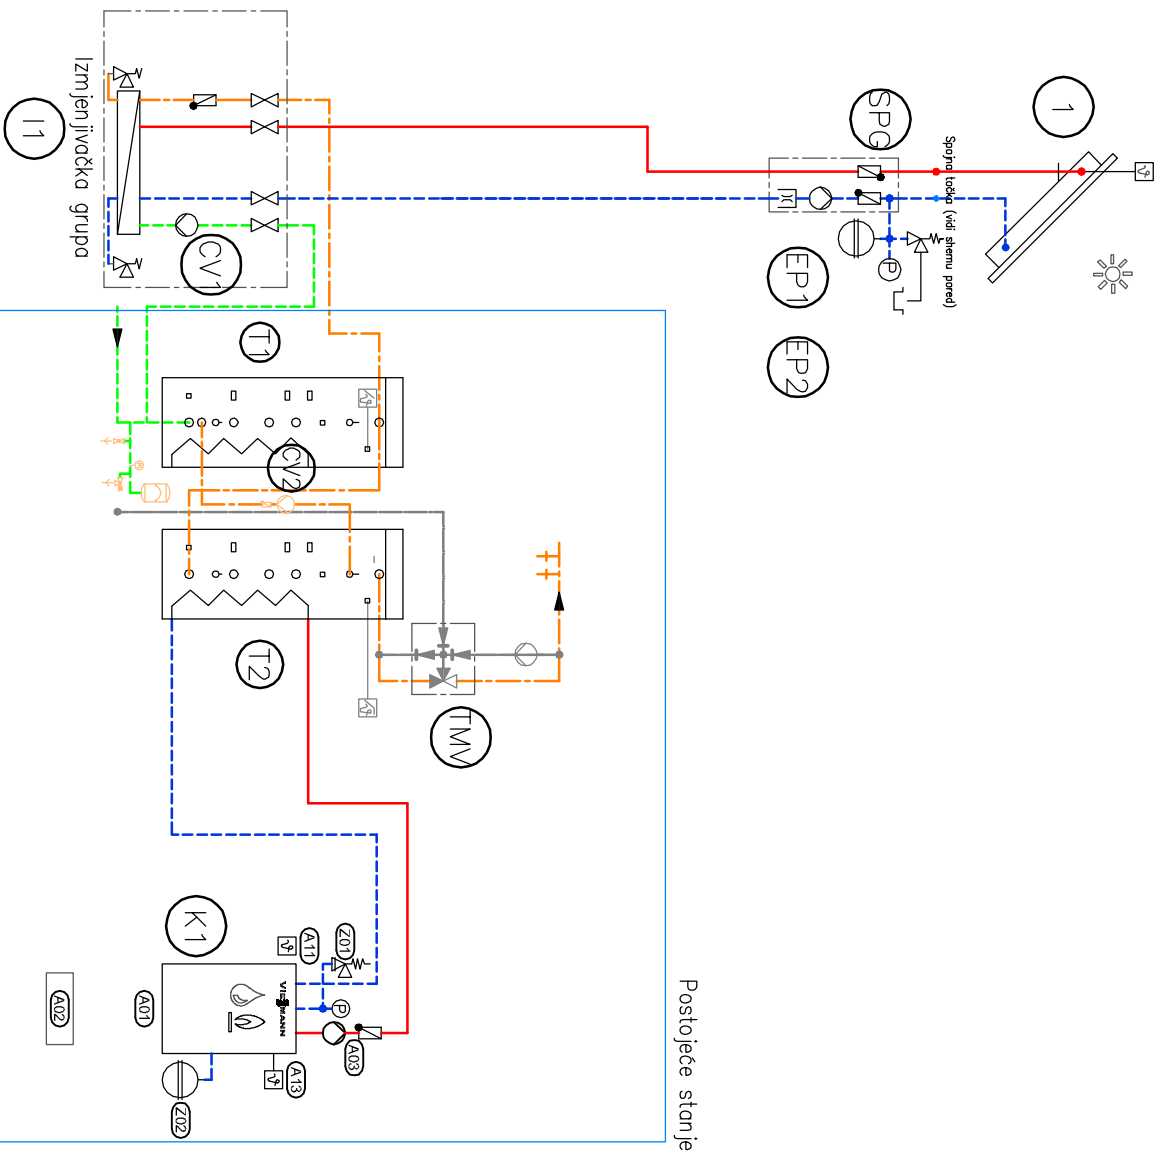 1
SPG
Spojna točka (vidi shemu pored)
P
EP1
EP2
I1
Izmjenjivačka grupa
CV1
T1
CV2
T2
TMV
Postojeće stanje
K1
A11
Z01
VIESMANN
P
A03
A13
A01
A02
Z02